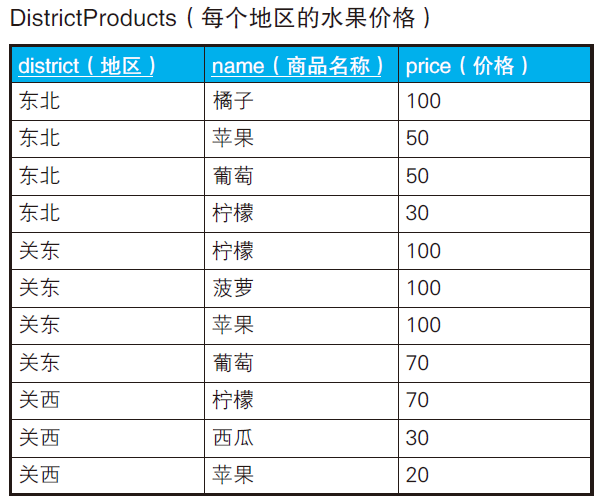 DistrictProducts（每个地区的水果价格）
district（地区） name（商品名称） price（价格）
东北 橘子 100
东北 苹果 50
东北 葡萄 50
东北 柠檬 30
关东 柠檬 100
关东 菠萝 100
关东 苹果 100
关东 葡萄 70
关西 柠檬 70
关西 西瓜 30
关西 苹果 20